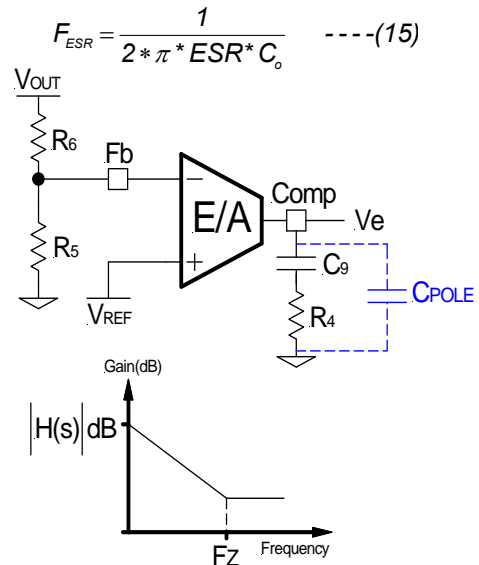 F_ESR = 1 / (2 * π * ESR * C_o) ----(15)
VOUT
R6
Fb
E/A
Comp
Ve
R5
C9
CPOLE
VREF
R4
Gain(dB)
|H(s)| dB
FZ
Frequency